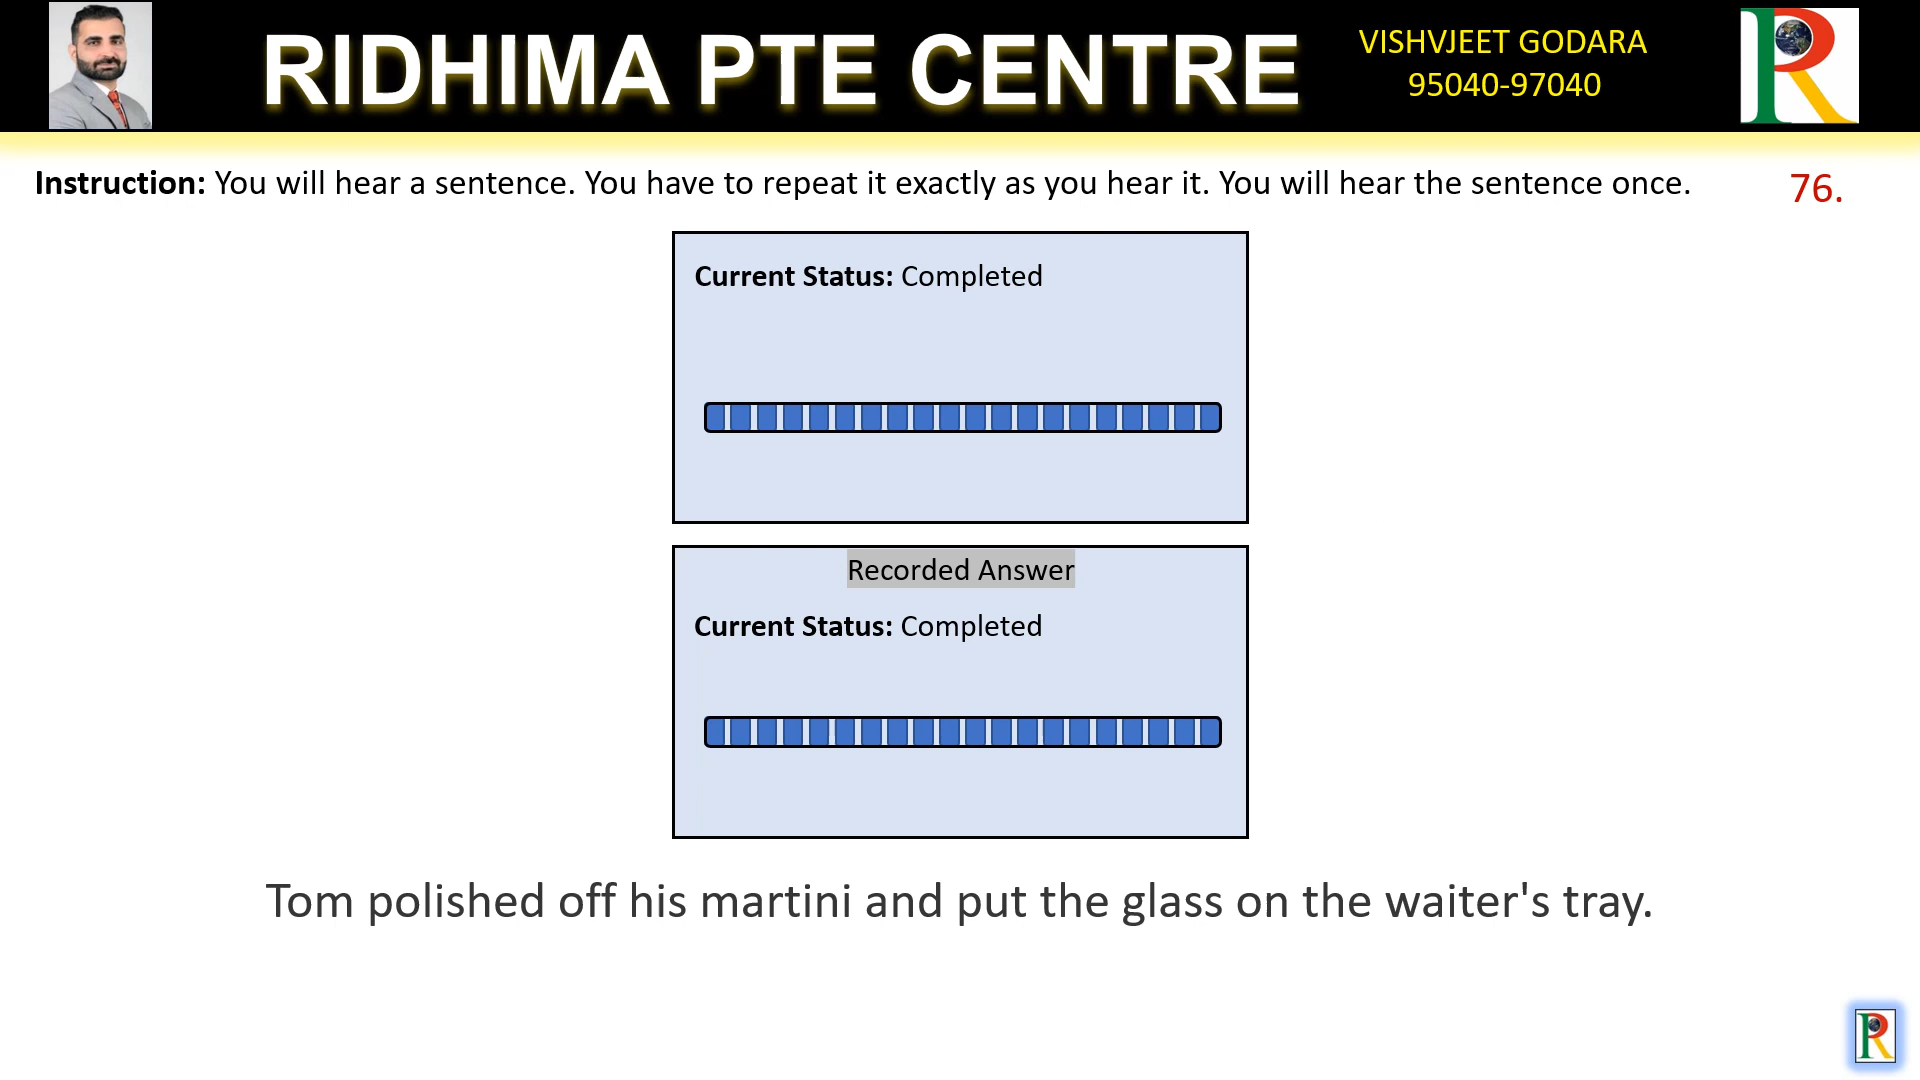 RIDHIMA PTE CENTRE
VISHVJEET GODARA
95040-97040
Instruction: You will hear a sentence. You have to repeat it exactly as you hear it. You will hear the sentence once.
76.
Current Status: Completed
Recorded Answer
Current Status: Completed
Tom polished off his martini and put the glass on the waiter's tray.